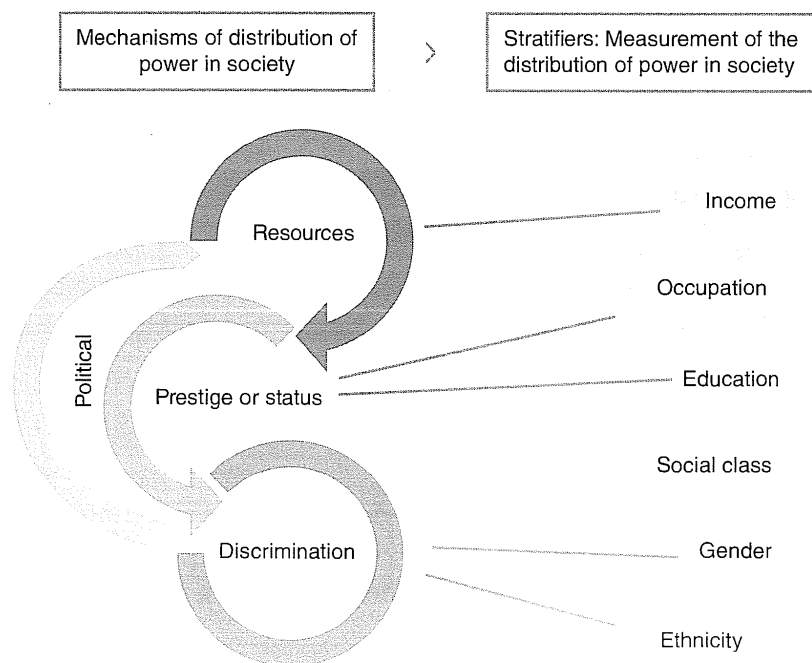 Mechanisms of distribution of
power in society
>
Stratifiers: Measurement of the
distribution of power in society
Resources
Political
Prestige or status
Discrimination
Income
Occupation
Education
Social class
Gender
Ethnicity